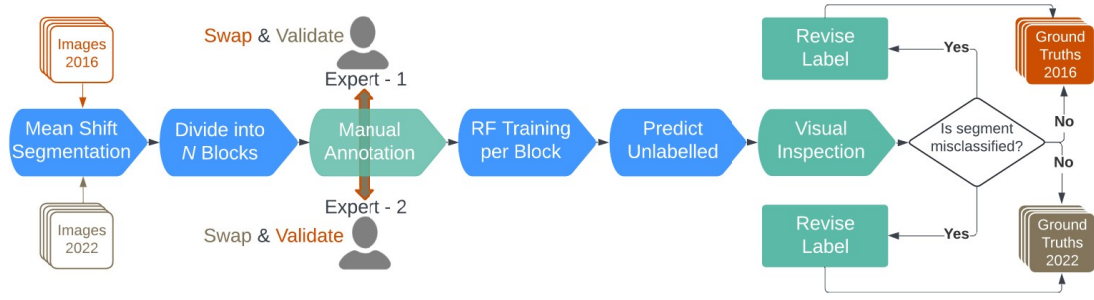 Images
2016
Swap & Validate
Expert - 1
Mean Shift
Segmentation
Divide into
N Blocks
Manual
Annotation
RF Training
per Block
Predict
Unlabelled
Visual
Inspection
Is segment
misclassified?
Yes
Revise
Label
Ground
Truths
2016
No
No
Images
2022
Expert - 2
Swap & Validate
Yes
Revise
Label
Ground
Truths
2022